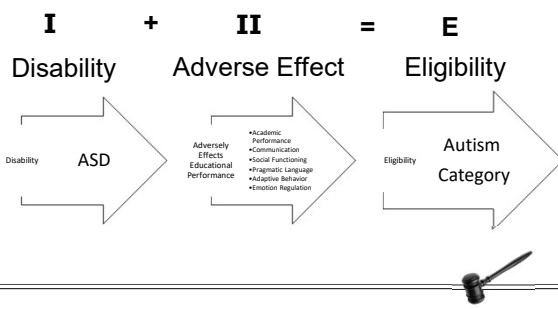 I + II = E
Disability Adverse Effect Eligibility
Disability
ASD
Adversely
Effects
Educational
Performance
•Academic
Performance
•Communication
•Social Functioning
•Pragmatic Language
•Adaptive Behavior
•Emotion Regulation
Eligibility
Autism
Category